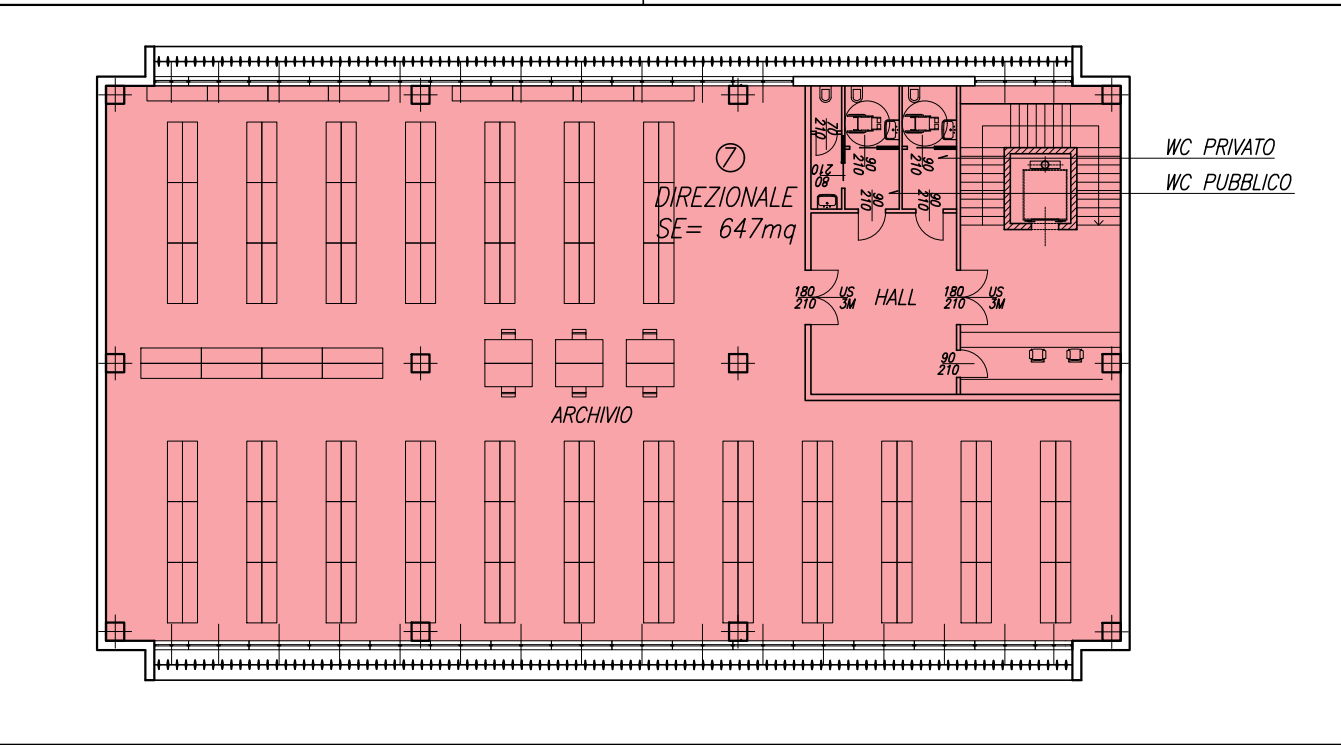 WC PRIVATO
WC PUBBLICO
7
DIREZIONALE
SE= 647mq
70
210
80
210
90
210
90
210
90
210
90
210
180
210
US
3M
HALL
180
210
US
3M
90
210
ARCHIVIO